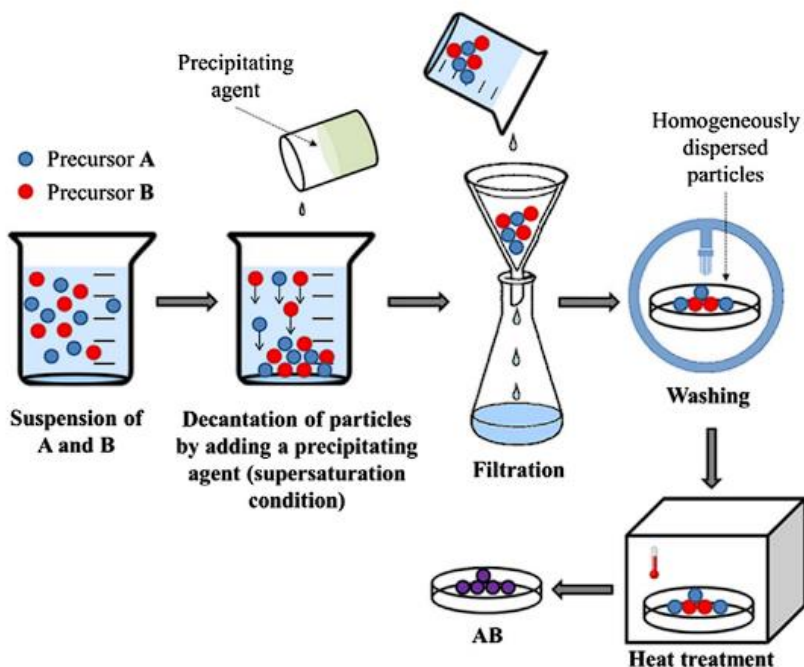 Precipitating
agent
Precursor A
Precursor B
Homogeneously
dispersed
particles
Suspension of
A and B
Decantation of particles
by adding a precipitating
agent (supersaturation
condition)
Filtration
Washing
AB
Heat treatment